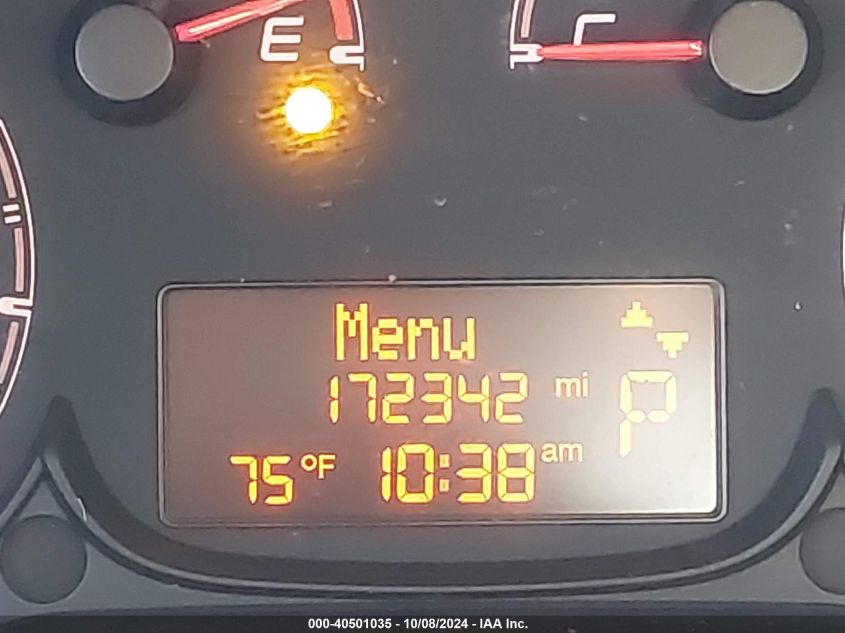 E
Menu
172342 mi P
75°F 10:38 am
000-40501035 - 10/08/2024 - IAA Inc.